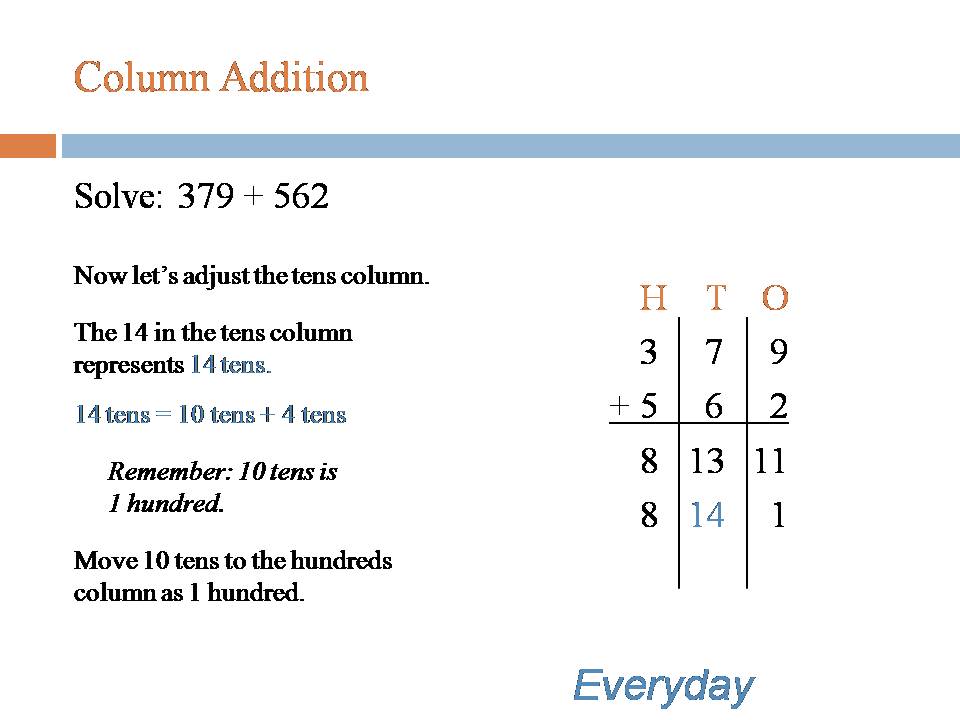 Column Addition
Solve: 379 + 562
Now let’s adjust the tens column.
The 14 in the tens column
represents 14 tens.
14 tens = 10 tens + 4 tens
Remember: 10 tens is
1 hundred.
Move 10 tens to the hundreds
column as 1 hundred.
H T O
3 7 9
+ 5 6 2
8 13 11
8 14 1
Everyday